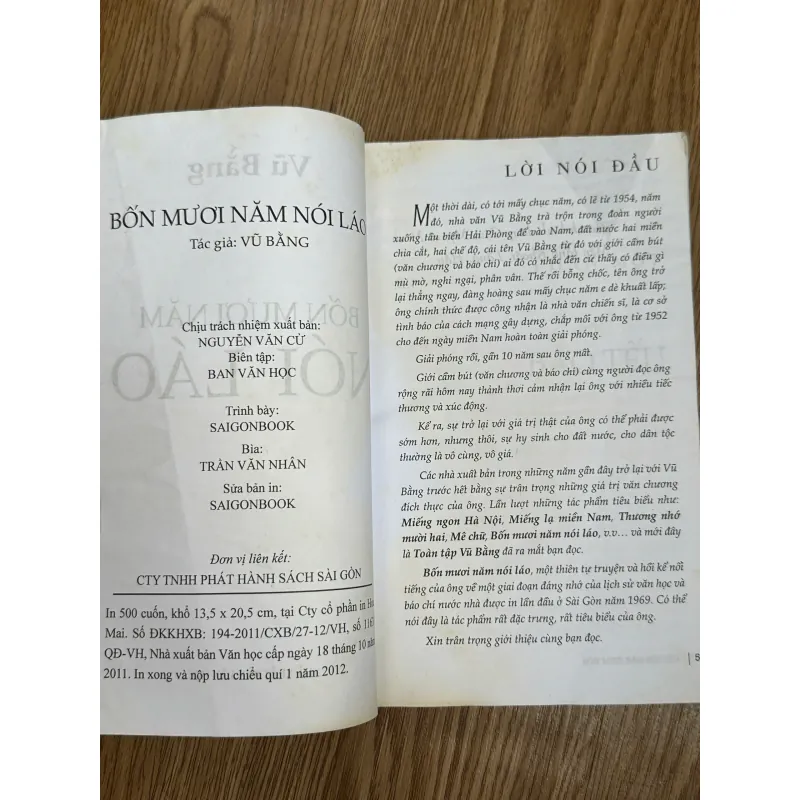 BỐN MƯƠI NĂM NÓI LÁO
Tác giả: VŨ BẰNG
Chịu trách nhiệm xuất bản:
NGUYỄN VĂN CỪ
Biên tập:
BAN VĂN HỌC
Trình bày:
SAIGONBOOK
Bìa:
TRẦN VĂN NHÂN
Sửa bản in:
SAIGONBOOK
Đơn vị liên kết:
CTY TNHH PHÁT HÀNH SÁCH SÀI GÒN
In 500 cuốn, khổ 13,5 x 20,5 cm, tại Cty cổ phần in
Mai. Số ĐKKHXB: 194-2011/CXB/27-12/VH, số
QĐ-VH, Nhà xuất bản Văn học cấp ngày 18 tháng 10 năm
2011. In xong và nộp lưu chiểu quí 1 năm 2012.
LỜI NÓI ĐẦU
Một thời dài, có tới mấy chục năm, có lẽ từ 1954, năm
đó, nhà văn Vũ Bằng trà trộn trong đoàn người
xuống tầu biển Hải Phòng để vào Nam, đất nước hai miền
chia cắt, hai chế độ, cái tên Vũ Bằng từ đó với giới cầm bút
(văn chương và báo chí) ai đó có nhắc đến cứ thấy có điều gì
mù mờ, nghi ngại, phân vân. Thế rồi bỗng chốc, tên ông trở
lại thẳng ngay, đàng hoàng sau mấy chục năm e dè khuất lấp;
ông chính thức được công nhận là nhà văn chiến sĩ, là cơ sở
tình báo của cách mạng gây dựng, chắp mối với ông từ 1952
cho đến ngày miền Nam hoàn toàn giải phóng.
Giải phóng rồi, gần 10 năm sau ông mất.
Giới cầm bút (văn chương và báo chí) cùng người đọc ông
rộng rãi hôm nay thảnh thơi cảm nhận lại ông với nhiều tiếc
thương và xúc động.
Kể ra, sự trở lại với giá trị thật của ông có thể phải được
sớm hơn, nhưng thôi, sự hy sinh cho đất nước, cho dân tộc
thường là vô cùng, vô giá.
Các nhà xuất bản trong những năm gần đây trở lại với Vũ
Bằng trước hết bằng sự trân trọng những giá trị văn chương
đích thực của ông. Lần lượt những tác phẩm tiêu biểu như:
Miếng ngon Hà Nội, Miếng lạ miền Nam, Thương nhớ
mười hai, Mê chữ, Bốn mươi năm nói láo, v.v... và mới đây
là Toàn tập Vũ Bằng đã ra mắt bạn đọc.
Bốn mươi năm nói láo, một thiên tự truyện và hồi kể nổi
tiếng của ông về một giai đoạn đáng nhớ của lịch sử văn học và
báo chí nước nhà được in lần đầu ở Sài Gòn năm 1969. Có thể
nói đây là tác phẩm rất đặc trưng, rất tiêu biểu của ông.
Xin trân trọng giới thiệu cùng bạn đọc.
| 5